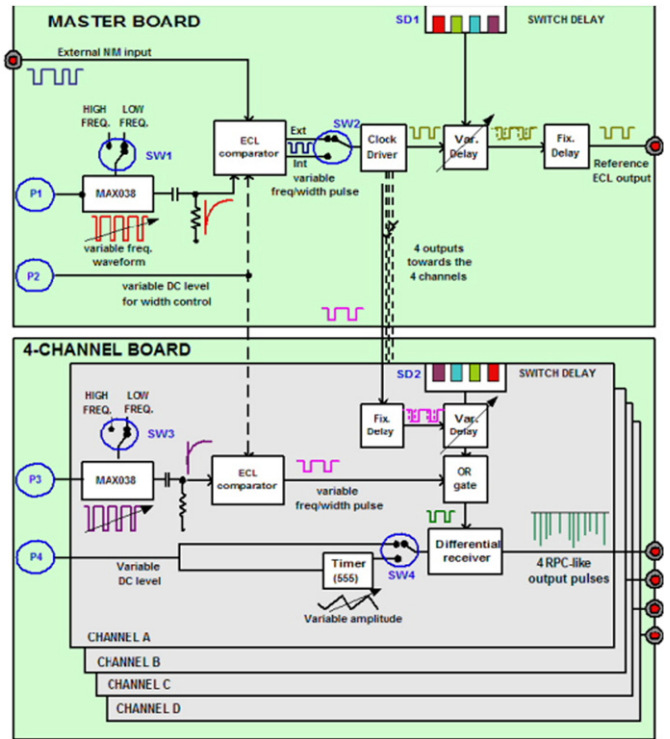 MASTER BOARD
SD1
SWITCH DELAY
External NIM input
HIGH FREQ.
LOW FREQ.
SW1
ECL comparator
Ext
Int
SW2
Clock Driver
Var. Delay
Fix. Delay
Reference ECL output
variable freq/width pulse
P1
MAX038
variable freq. waveform
4 outputs towards the 4 channels
P2
variable DC level for width control
4-CHANNEL BOARD
SD2
SWITCH DELAY
HIGH FREQ.
LOW FREQ.
SW3
Fix. Delay
Var. Delay
P3
MAX038
ECL comparator
variable freq/width pulse
OR gate
P4
Variable DC level
Timer (555)
SW4
Differential receiver
4 RPC-like output pulses
Variable amplitude
CHANNEL A
CHANNEL B
CHANNEL C
CHANNEL D